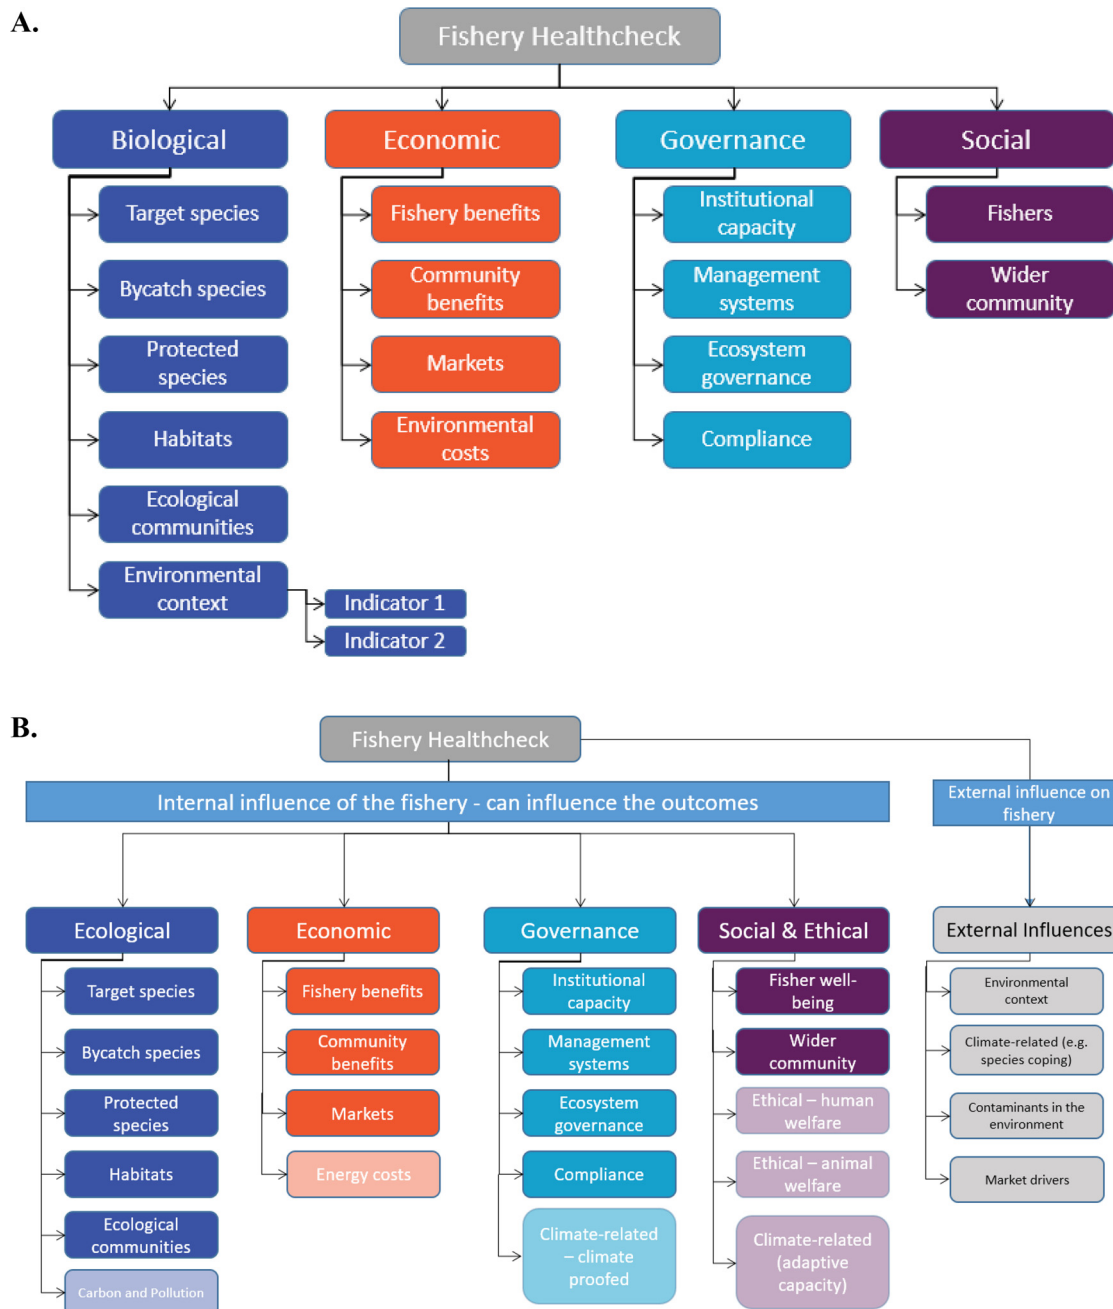 A.
Fishery Healthcheck
Biological
Target species
Bycatch species
Protected
species
Habitats
Ecological
communities
Environmental
context
Indicator 1
Indicator 2
Economic
Fishery benefits
Community
benefits
Markets
Environmental
costs
Governance
Institutional
capacity
Management
systems
Ecosystem
governance
Compliance
Social
Fishers
Wider
community
B.
Fishery Healthcheck
Internal influence of the fishery - can influence the outcomes
External influence on
fishery
Ecological
Target species
Bycatch species
Protected
species
Habitats
Ecological
communities
Carbon and Pollution
Economic
Fishery benefits
Community
benefits
Markets
Energy costs
Governance
Institutional
capacity
Management
systems
Ecosystem
governance
Compliance
Climate-related
– climate
proofed
Social & Ethical
Fisher well-
being
Wider
community
Ethical – human
welfare
Ethical – animal
welfare
Climate-related
(adaptive
capacity)
External Influences
Environmental
context
Climate-related (e.g.
species coping)
Contaminants in the
environment
Market drivers